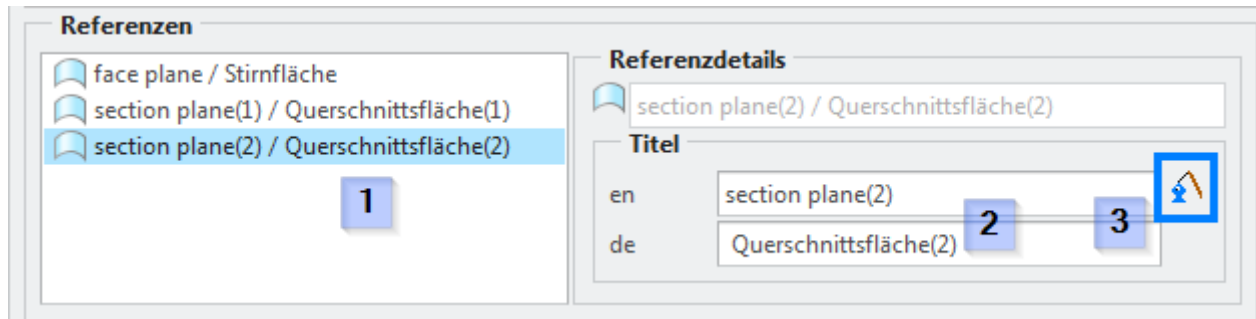 Referenzen
face plane / Stirnfläche
section plane(1) / Querschnittsfläche(1)
section plane(2) / Querschnittsfläche(2)
1
Referenzdetails
section plane(2) / Querschnittsfläche(2)
Titel
en section plane(2)
de Querschnittsfläche(2)
2 3